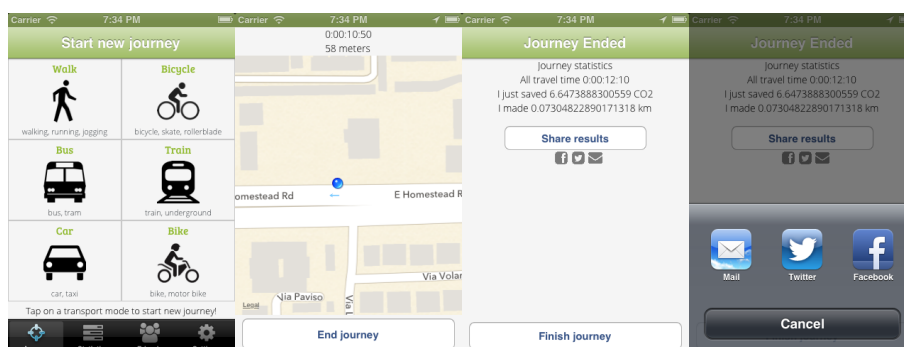 Carrier 7:34 PM
Start new journey
Walk
walking, running, jogging
Bicycle
bicycle, skate, rollerblade
Bus
bus, tram
Train
train, underground
Car
car, taxi
Bike
bike, motor bike
Tap on a transport mode to start new journey!
Carrier 7:34 PM
0:00:10:50
58 meters
omestead Rd
E Homestead R
Via Volar
Via Paviso
Via L
Legal
End journey
Carrier 7:34 PM
Journey Ended
Journey statistics
All travel time 0:00:12:10
I just saved 6.6473888300559 CO2
I made 0.07304822890171318 km
Share results
Finish journey
Carrier 7:34 PM
Journey Ended
Journey statistics
All travel time 0:00:12:10
I just saved 6.6473888300559 CO2
I made 0.07304822890171318 km
Share results
Mail
Twitter
Facebook
Cancel